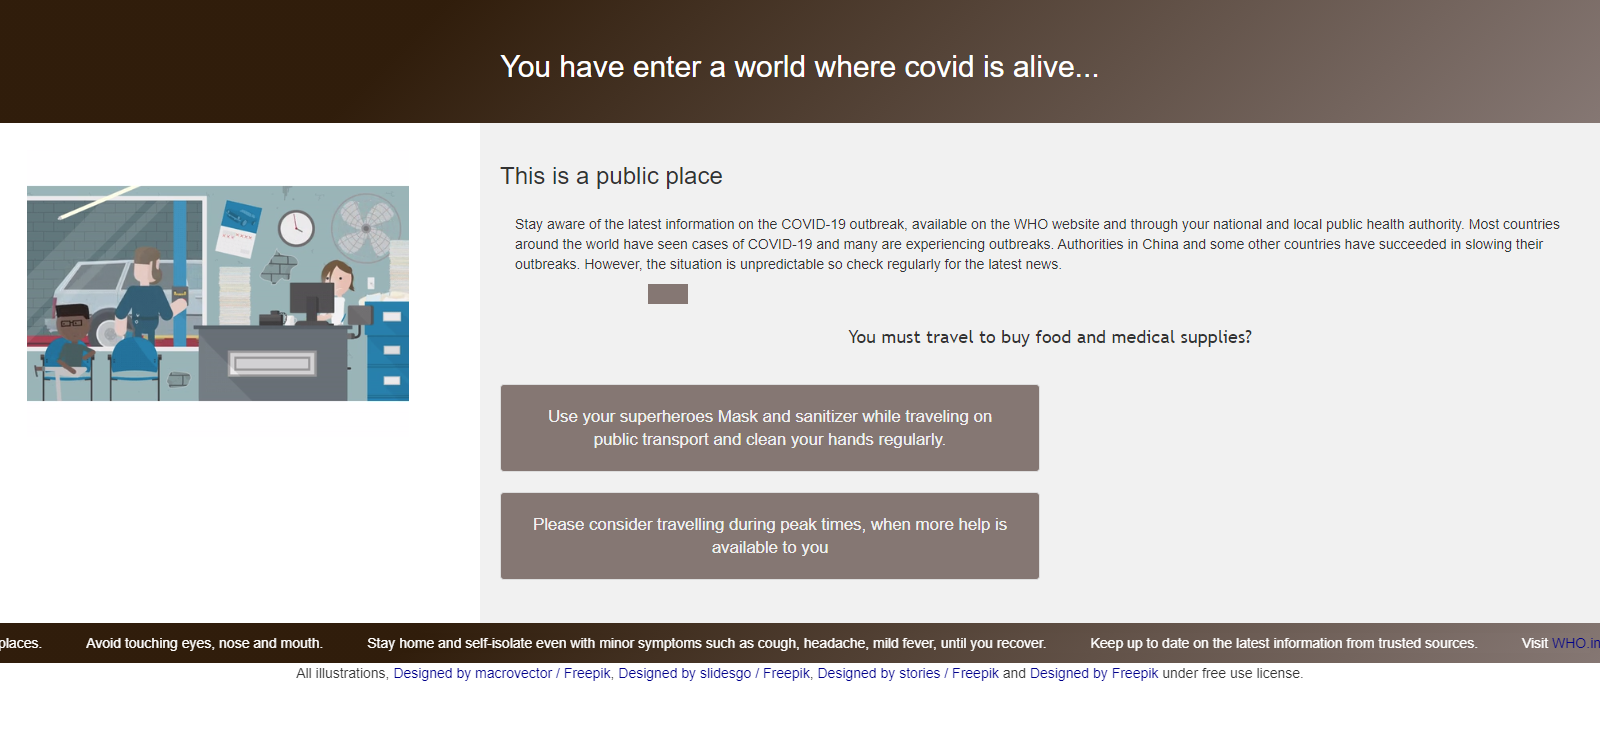 You have enter a world where covid is alive...
This is a public place
Stay aware of the latest information on the COVID-19 outbreak, available on the WHO website and through your national and local public health authority. Most countries
around the world have seen cases of COVID-19 and many are experiencing outbreaks. Authorities in China and some other countries have succeeded in slowing their
outbreaks. However, the situation is unpredictable so check regularly for the latest news.
You must travel to buy food and medical supplies?
Use your superheroes Mask and sanitizer while traveling on
public transport and clean your hands regularly.
Please consider travelling during peak times, when more help is
available to you
places. Avoid touching eyes, nose and mouth. Stay home and self-isolate even with minor symptoms such as cough, headache, mild fever, until you recover. Keep up to date on the latest information from trusted sources. Visit WHO.in
All illustrations, Designed by macrovector / Freepik, Designed by slidesgo / Freepik, Designed by stories / Freepik and Designed by Freepik under free use license.